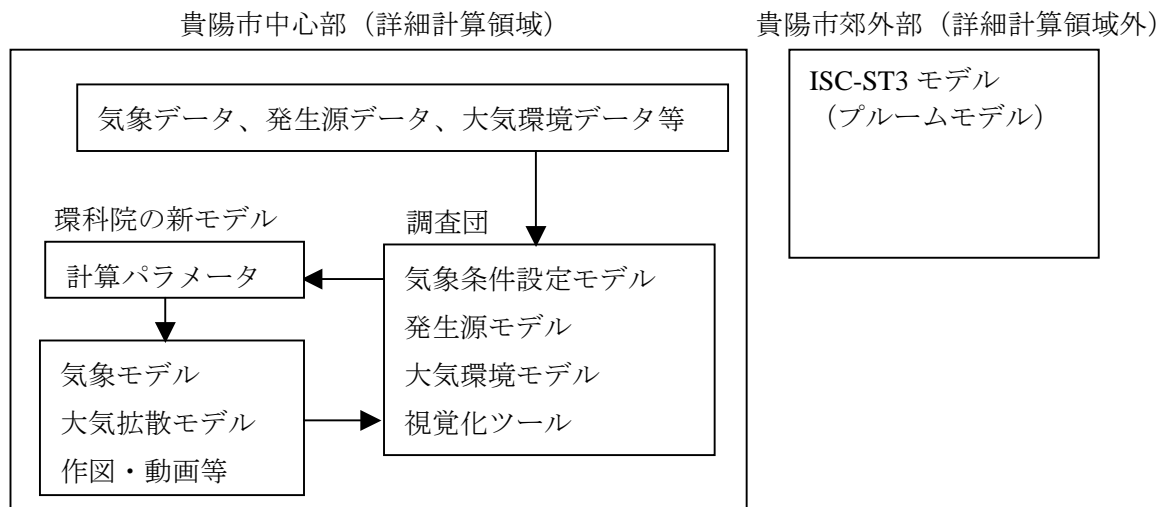 貴陽市中心部（詳細計算領域）
貴陽市郊外部（詳細計算領域外）
気象データ、発生源データ、大気環境データ等
ISC-ST3 モデル
（プルームモデル）
環科院の新モデル
計算パラメータ
調査団
気象条件設定モデル
発生源モデル
大気環境モデル
視覚化ツール
気象モデル
大気拡散モデル
作図・動画等